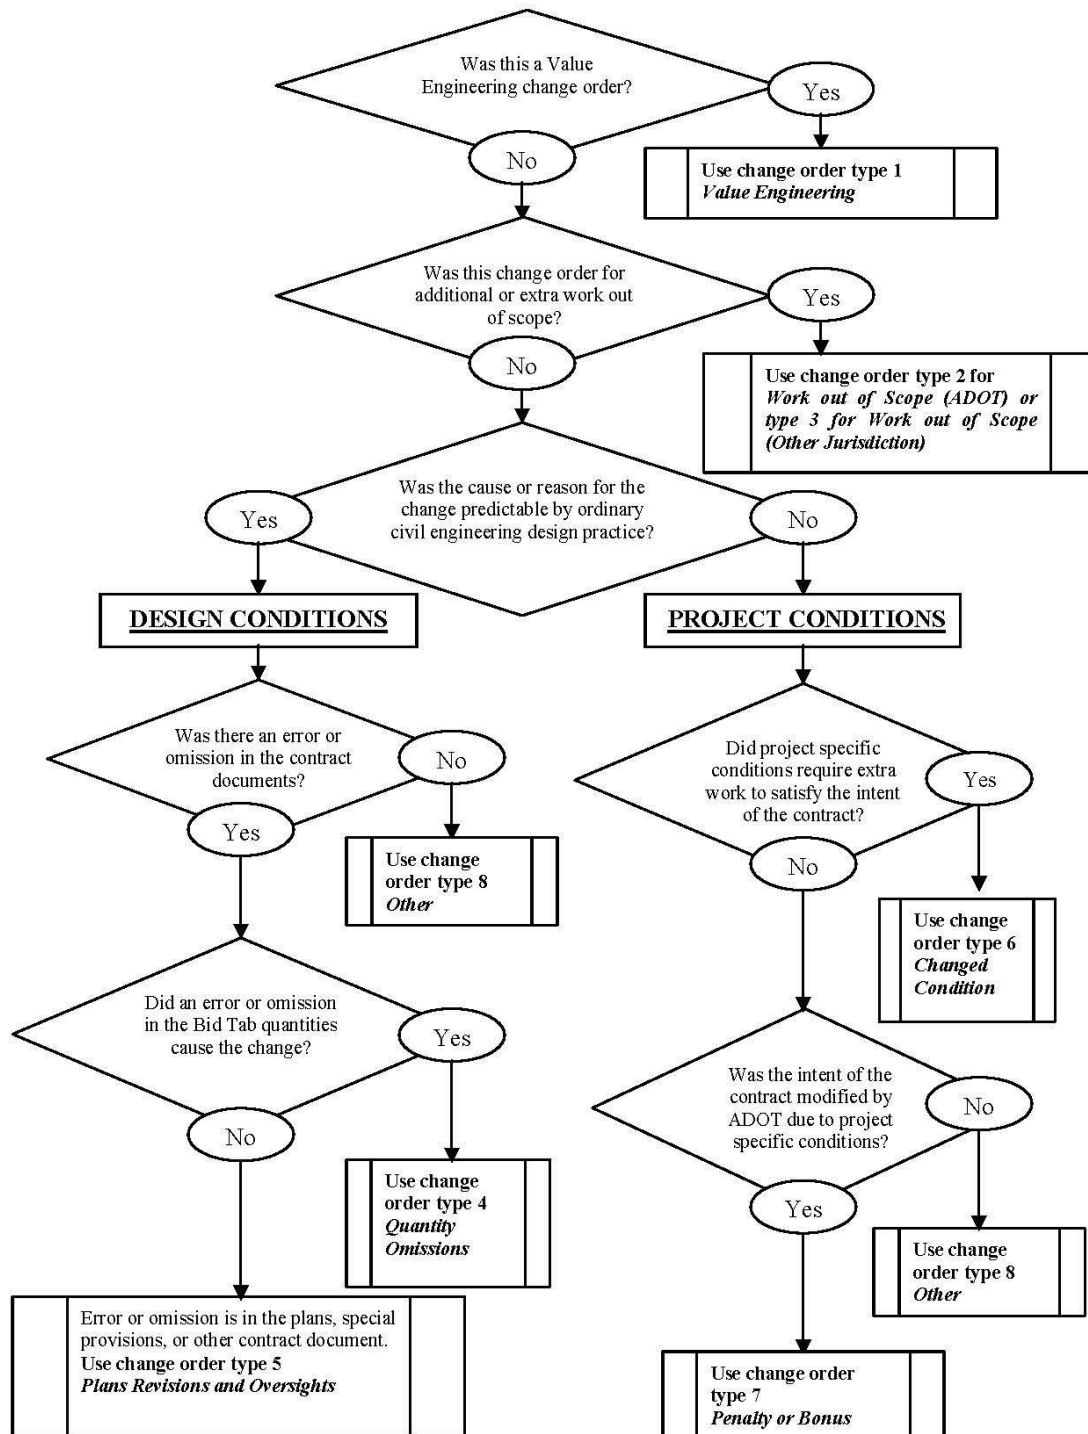 Was this a Value
Engineering change order?
Yes
No
Use change order type 1
Value Engineering
Was this change order for
additional or extra work out
of scope?
Yes
No
Use change order type 2 for
Work out of Scope (ADOT) or
type 3 for Work out of Scope
(Other Jurisdiction)
Was the cause or reason for the
change predictable by ordinary
civil engineering design practice?
Yes
No
DESIGN CONDITIONS
PROJECT CONDITIONS
Was there an error or
omission in the contract
documents?
No
Yes
Use change
order type 8
Other
Did project specific
conditions require extra
work to satisfy the intent
of the contract?
Yes
No
Use change
order type 6
Changed
Condition
Did an error or omission
in the Bid Tab quantities
cause the change?
Yes
No
Use change
order type 4
Quantity
Omissions
Was the intent of the
contract modified by
ADOT due to project
specific conditions?
No
Yes
Use change
order type 8
Other
Error or omission is in the plans, special
provisions, or other contract document.
Use change order type 5
Plans Revisions and Oversights
Use change order
type 7
Penalty or Bonus